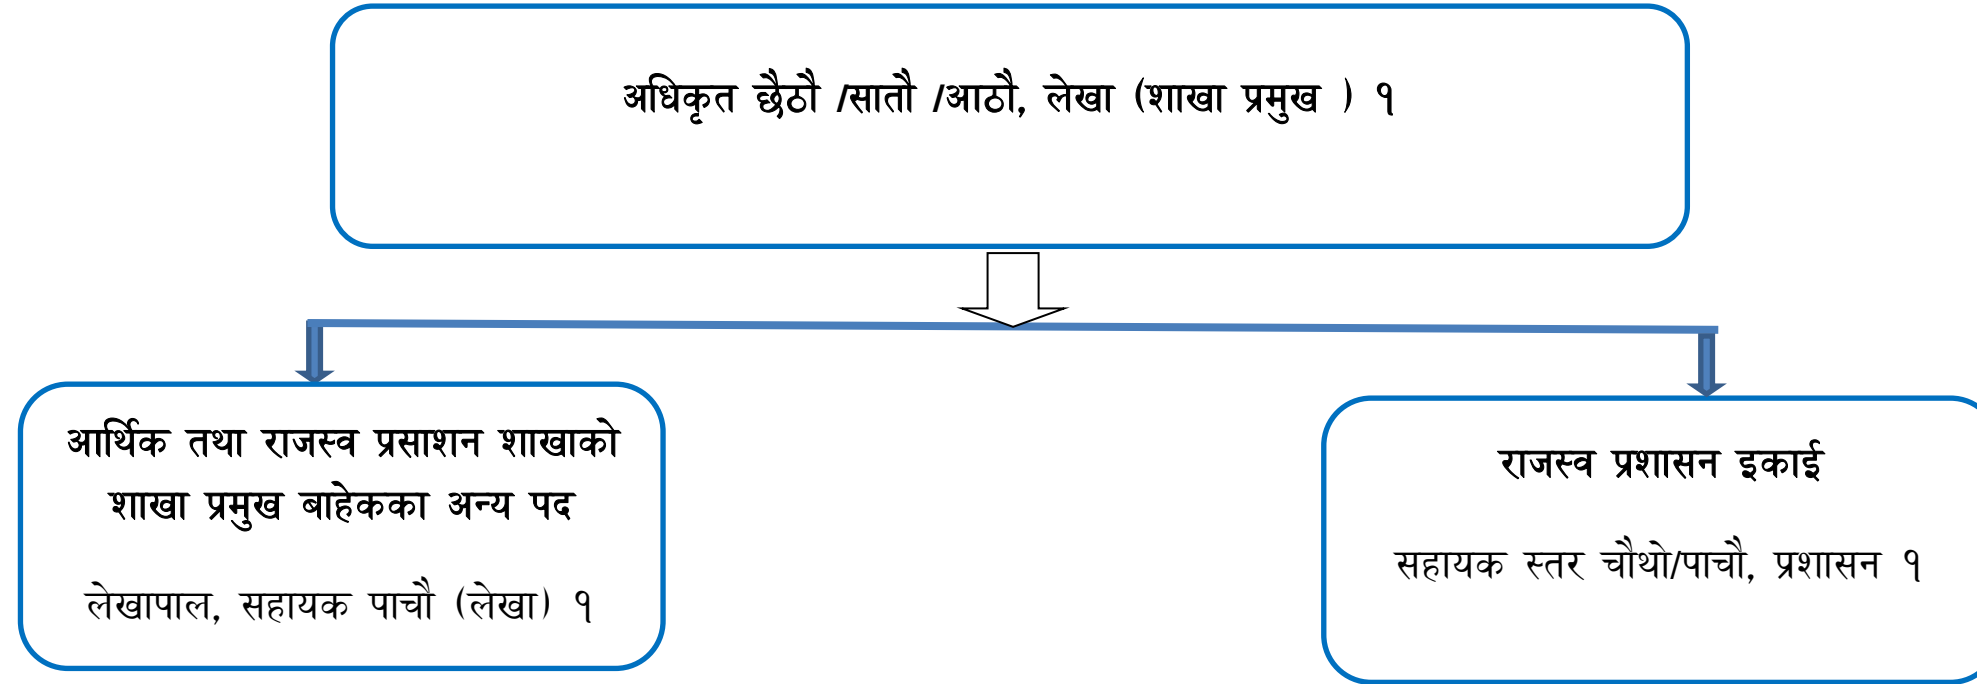 अधिकृत छैठौ /सातौ /आठौ, लेखा (शाखा प्रमुख ) १
आर्थिक तथा राजस्व प्रसाशन शाखाको
शाखा प्रमुख बाहेकका अन्य पद
लेखापाल, सहायक पाचौ (लेखा) १
राजस्व प्रशासन इकाई
सहायक स्तर चौथो/पाचौ, प्रशासन १